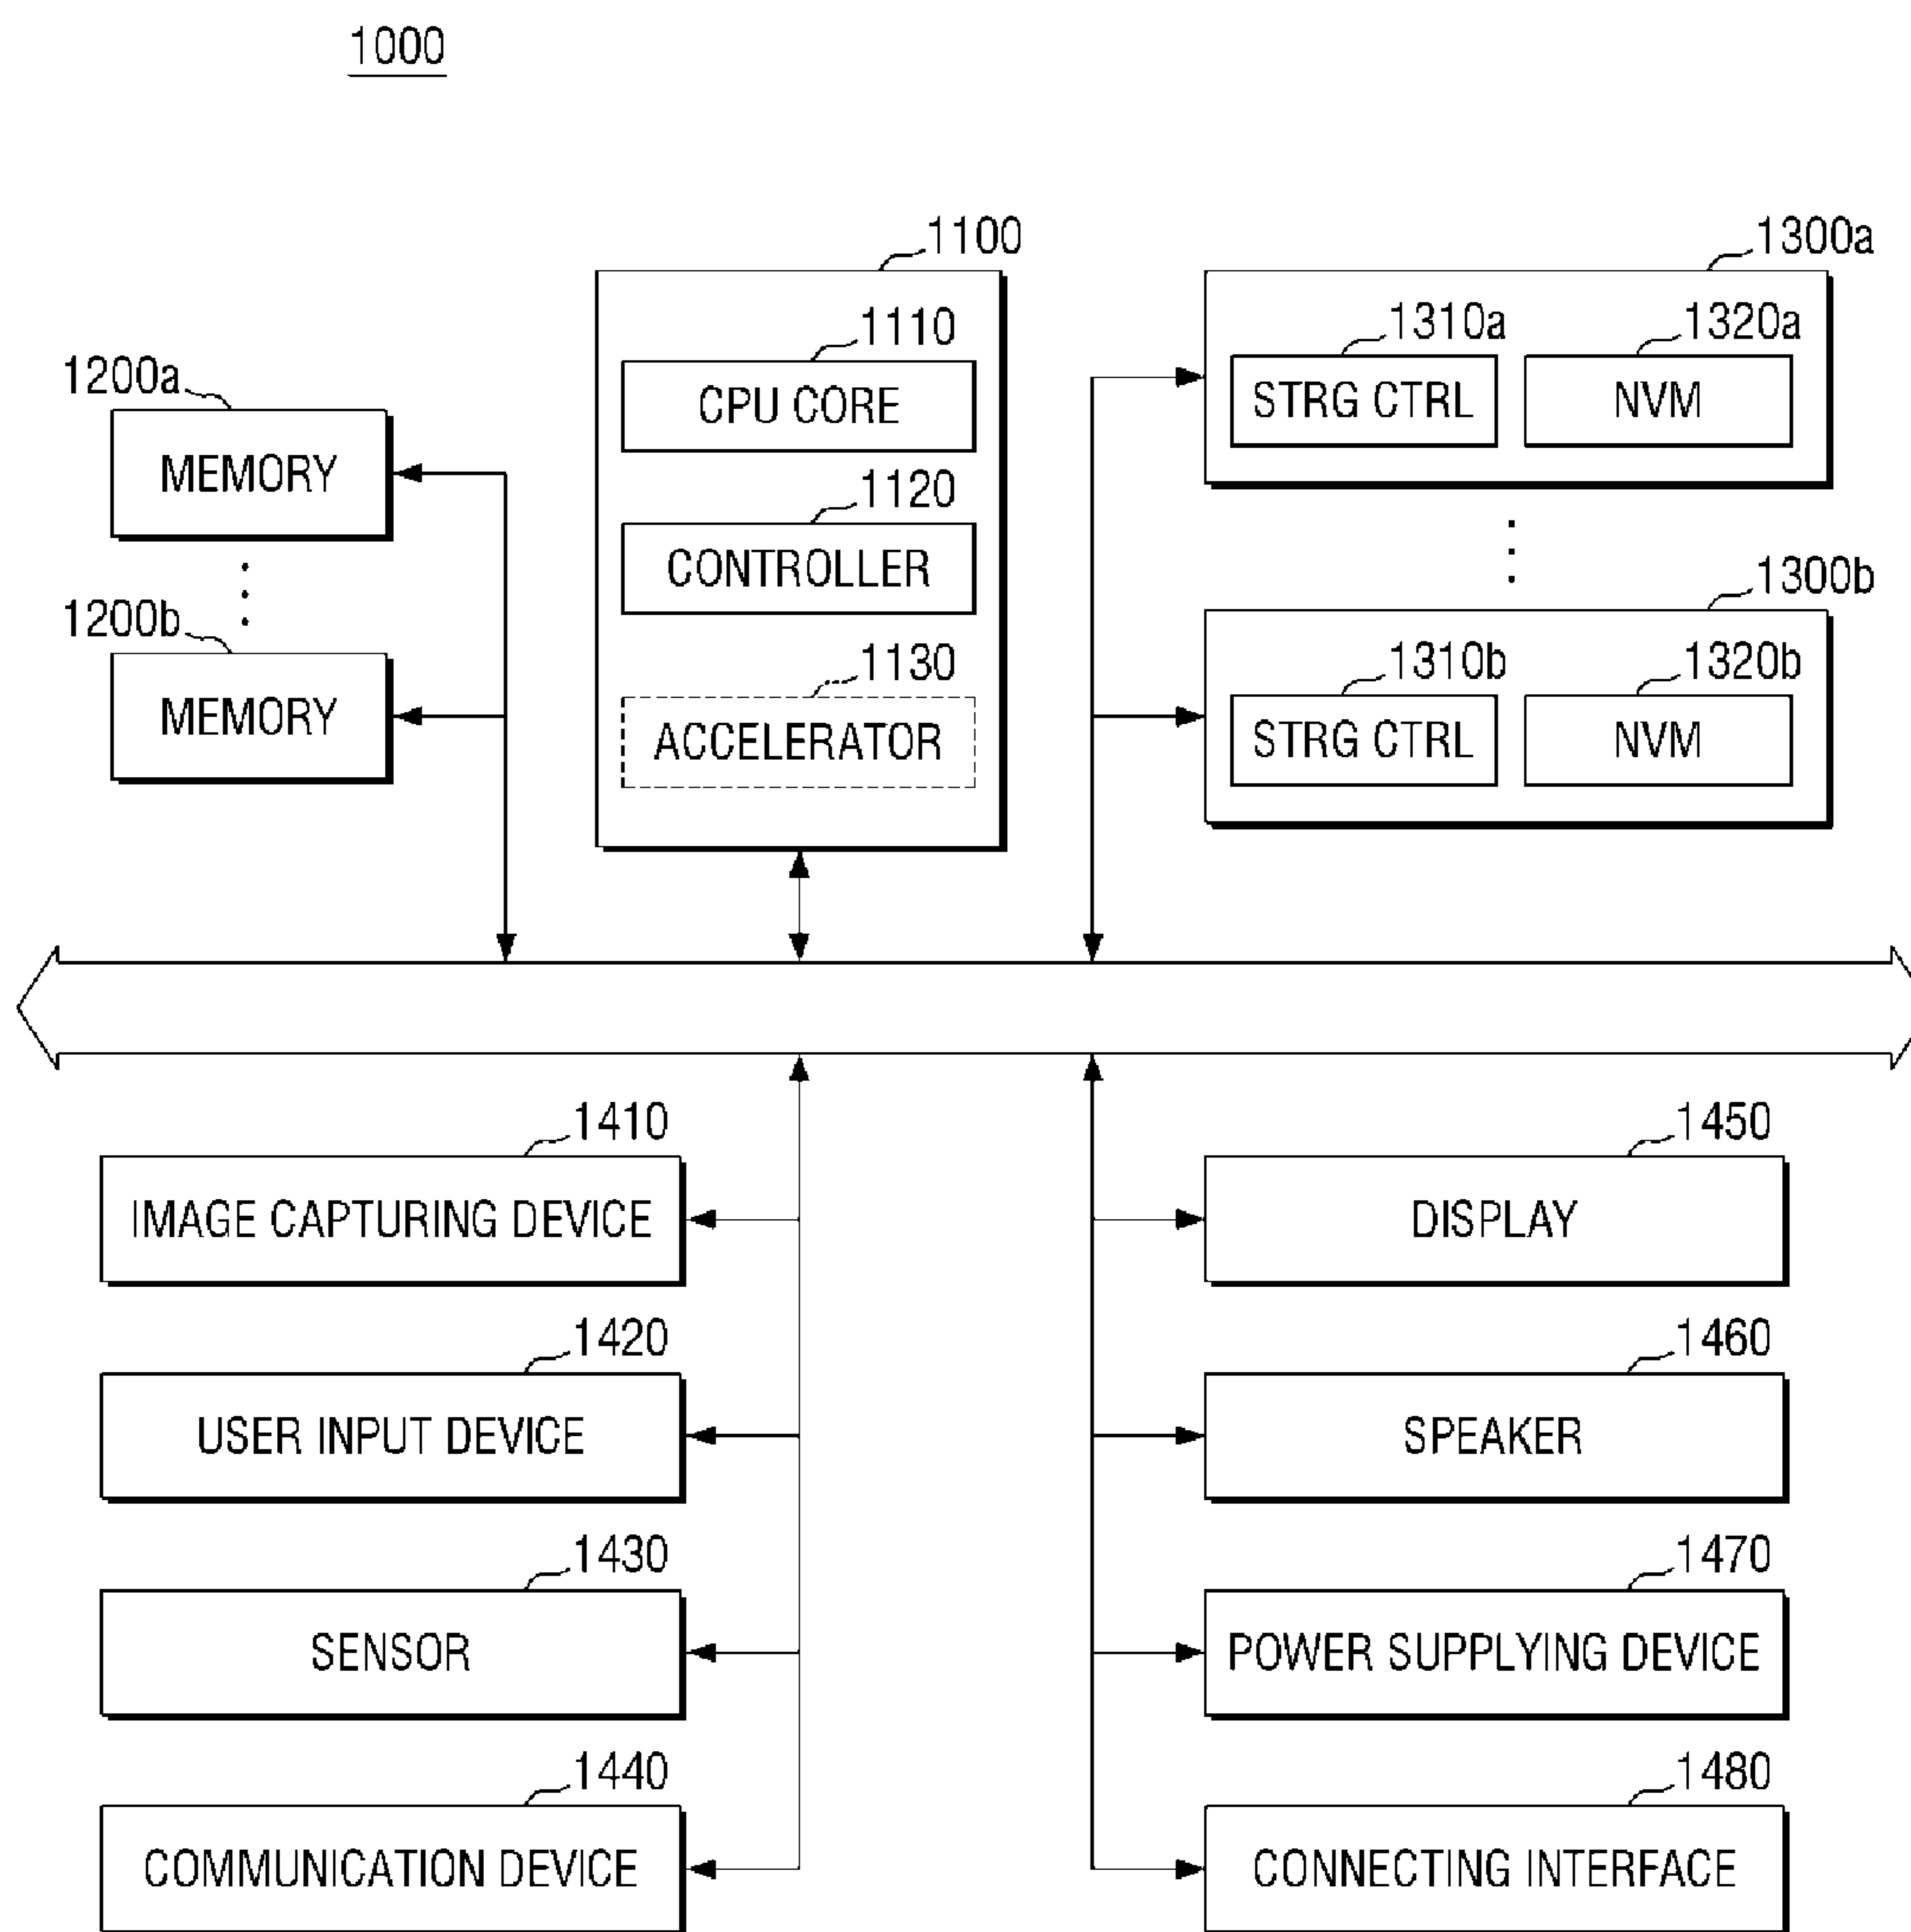 1000
1100
1110
CPU CORE
1120
CONTROLLER
1130
ACCELERATOR
1200a
MEMORY
1200b
MEMORY
1300a
1310a
STRG CTRL
1320a
NVM
1300b
1310b
STRG CTRL
1320b
NVM
1410
IMAGE CAPTURING DEVICE
1420
USER INPUT DEVICE
1430
SENSOR
1440
COMMUNICATION DEVICE
1450
DISPLAY
1460
SPEAKER
1470
POWER SUPPLYING DEVICE
1480
CONNECTING INTERFACE